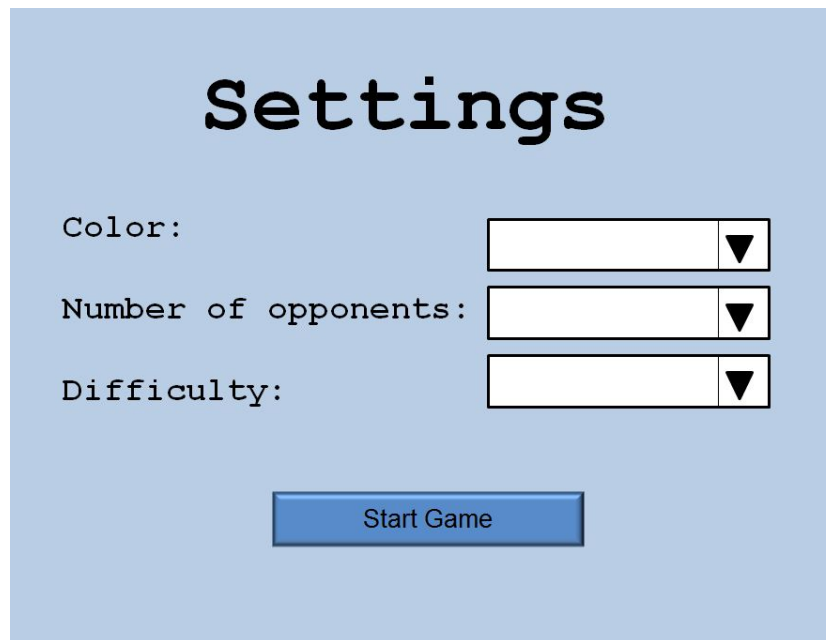 Settings
Color:
Number of opponents:
Difficulty:
Start Game